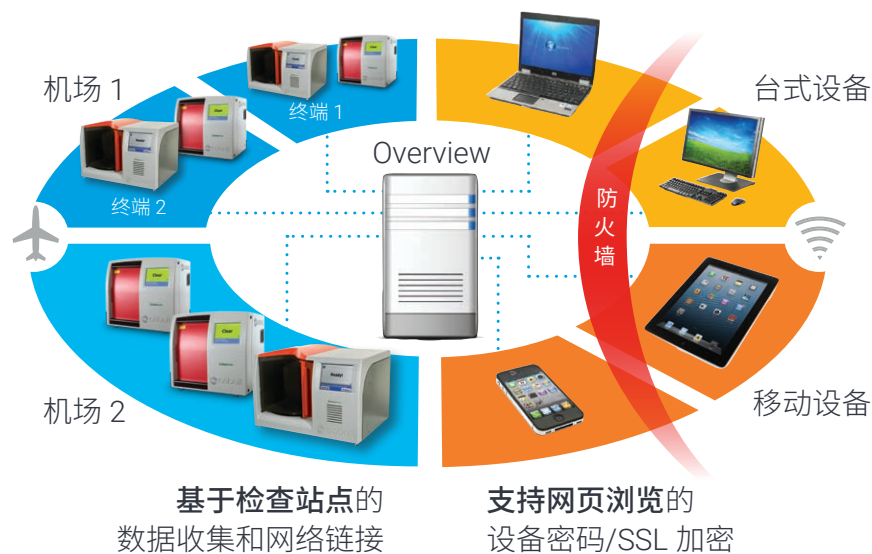 机场 1
终端 1
台式设备
Overview
终端 2
防火墙
机场 2
移动设备
基于检查站点的
数据收集和网络链接
支持网页浏览的
设备密码/SSL 加密